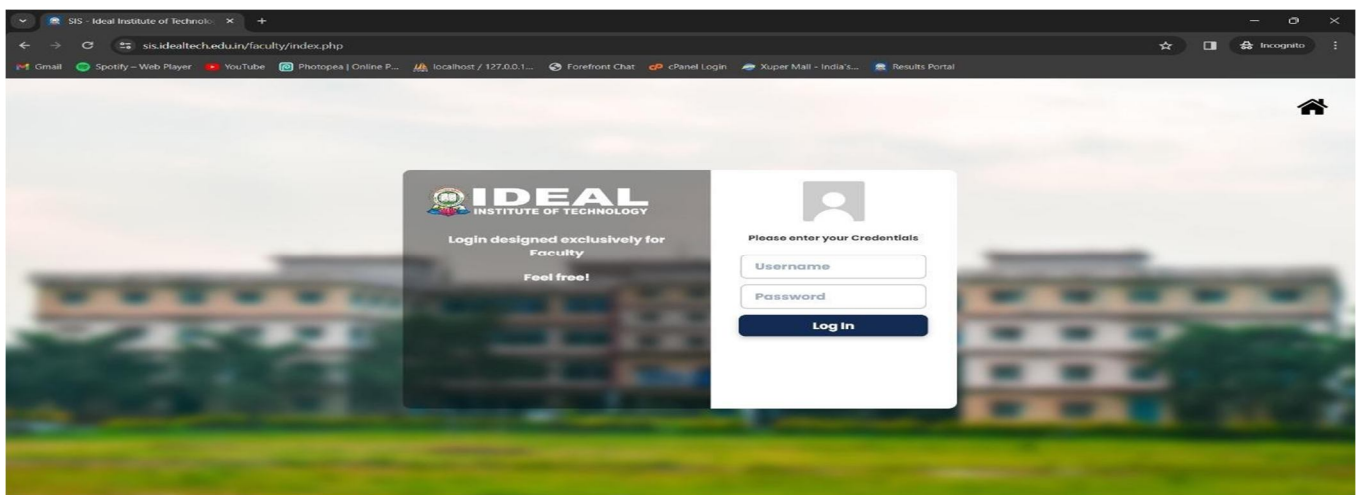 SIS - Ideal Institute of Technolo
sis.idealtech.edu.in/faculty/index.php
Incognito
Gmail Spotify – Web Player YouTube Photopea | Online P... localhost / 127.0.0.1... Forefront Chat cPanel Login Xuper Mall - India's... Results Portal
IDEAL
INSTITUTE OF TECHNOLOGY
Login designed exclusively for
Faculty
Feel free!
Please enter your Credentials
Username
Password
Log In